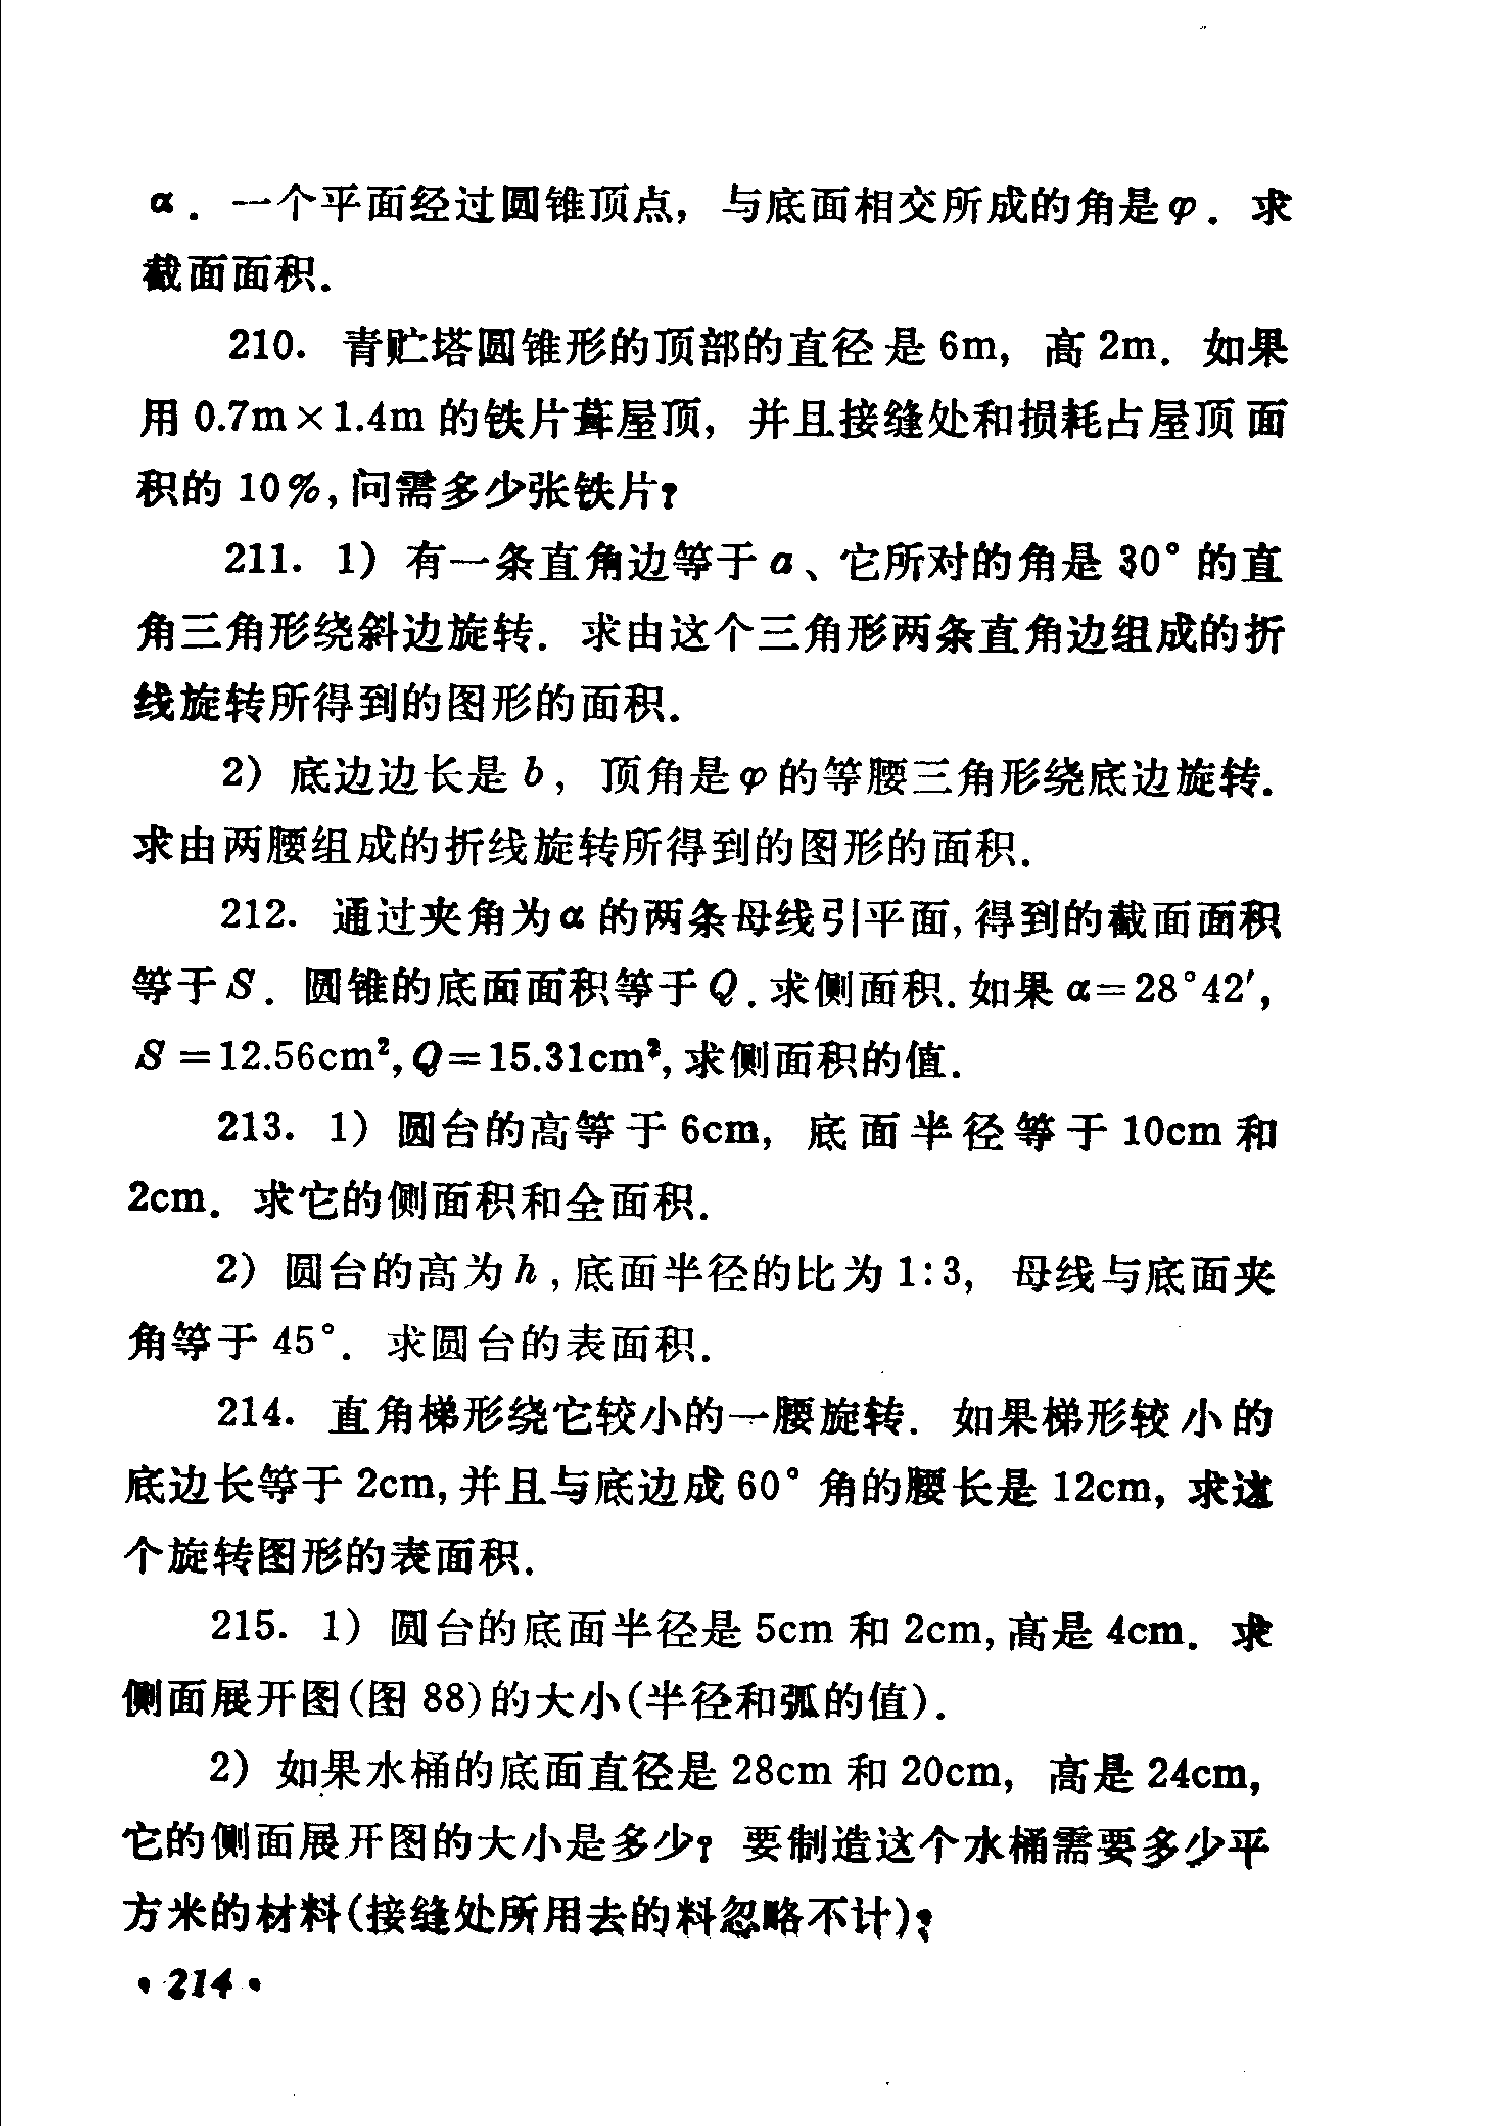 α．一个平面经过圆锥顶点，与底面相交所成的角是φ．求
截面面积．
210．青贮塔圆锥形的顶部的直径是6m，高2m．如果
用0.7m×1.4m的铁片葺屋顶，并且接缝处和损耗占屋顶面
积的10%，问需多少张铁片？
211．1）有一条直角边等于a、它所对的角是30°的直
角三角形绕斜边旋转．求由这个三角形两条直角边组成的折
线旋转所得到的图形的面积．
2）底边边长是b，顶角是φ的等腰三角形绕底边旋转．
求由两腰组成的折线旋转所得到的图形的面积．
212．通过夹角为α的两条母线引平面，得到的截面面积
等于S．圆锥的底面面积等于Q．求侧面积．如果α＝28°42′，
S＝12.56cm²，Q＝15.31cm²，求侧面积的值．
213．1）圆台的高等于6cm，底面半径等于10cm和
2cm．求它的侧面积和全面积．
2）圆台的高为h，底面半径的比为1:3，母线与底面夹
角等于45°．求圆台的表面积．
214．直角梯形绕它较小的一腰旋转．如果梯形较小的
底边长等于2cm，并且与底边成60°角的腰长是12cm，求这
个旋转图形的表面积．
215．1）圆台的底面半径是5cm和2cm，高是4cm．求
侧面展开图（图88）的大小（半径和弧的值）．
2）如果水桶的底面直径是28cm和20cm，高是24cm，
它的侧面展开图的大小是多少？要制造这个水桶需要多少平
方米的材料（接缝处所用去的料忽略不计）？
·214·